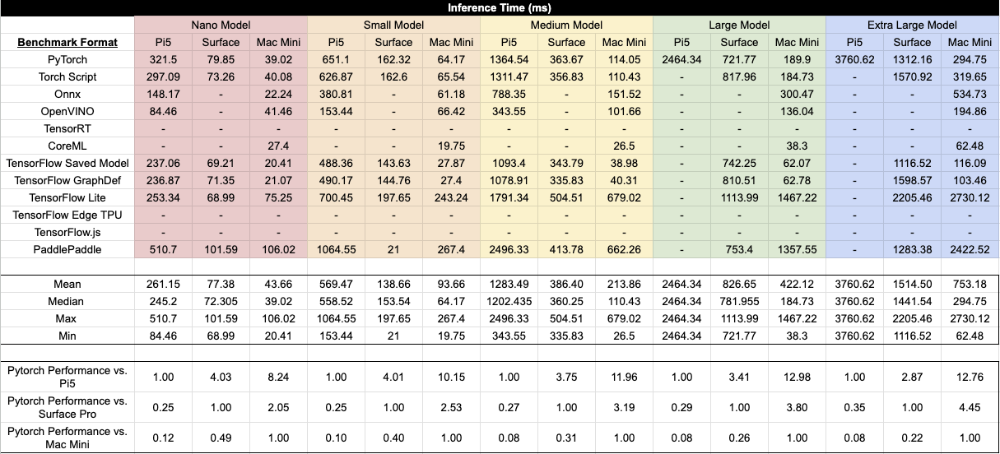 Inference Time (ms)
Nano Model Small Model Medium Model Large Model Extra Large Model
Benchmark Format Pi5 Surface Mac Mini Pi5 Surface Mac Mini Pi5 Surface Mac Mini Pi5 Surface Mac Mini Pi5 Surface Mac Mini
PyTorch 321.5 79.85 39.02 651.1 162.32 64.17 1364.54 363.67 114.05 2464.34 721.77 189.9 3760.62 1312.16 294.75
Torch Script 297.09 73.26 40.08 626.87 162.6 65.54 1311.47 356.83 110.43 - 817.96 184.73 - 1570.92 319.65
Onnx 148.17 - 22.24 380.81 - 61.18 788.35 - 151.52 - - 300.47 - - 534.73
OpenVINO 84.46 - 41.46 153.44 - 66.42 343.55 - 101.66 - - 136.04 - - 194.86
TensorRT - - - - - - - - - - - - - - -
CoreML - - 27.4 - - 19.75 - - 26.5 - - 38.3 - - 62.48
TensorFlow Saved Model 237.06 69.21 20.41 488.36 143.63 27.87 1093.4 343.79 38.98 - 742.25 62.07 - 1116.52 116.09
TensorFlow GraphDef 236.87 71.35 21.07 490.17 144.76 27.4 1078.91 335.83 40.31 - 810.51 62.78 - 1598.57 103.46
TensorFlow Lite 253.34 68.99 75.25 700.45 197.65 243.24 1791.34 504.51 679.02 - 1113.99 1467.22 - 2205.46 2730.12
TensorFlow Edge TPU - - - - - - - - - - - - - - -
TensorFlow.js - - - - - - - - - - - - - - -
PaddlePaddle 510.7 101.59 106.02 1064.55 21 267.4 2496.33 413.78 662.26 - 753.4 1357.55 - 1283.38 2422.52
Mean 261.15 77.38 43.66 569.47 138.66 93.66 1283.49 386.40 213.86 2464.34 826.65 422.12 3760.62 1514.50 753.18
Median 245.2 72.305 39.02 558.52 153.54 64.17 1202.435 360.25 110.43 2464.34 781.955 184.73 3760.62 1441.54 294.75
Max 510.7 101.59 106.02 1064.55 197.65 267.4 2496.33 504.51 679.02 2464.34 1113.99 1467.22 3760.62 2205.46 2730.12
Min 84.46 68.99 20.41 153.44 21 19.75 343.55 335.83 26.5 2464.34 721.77 38.3 3760.62 1116.52 62.48
Pytorch Performance vs.
Pi5 1.00 4.03 8.24 1.00 4.01 10.15 1.00 3.75 11.96 1.00 3.41 12.98 1.00 2.87 12.76
Pytorch Performance vs.
Surface Pro 0.25 1.00 2.05 0.25 1.00 2.53 0.27 1.00 3.19 0.29 1.00 3.80 0.35 1.00 4.45
Pytorch Performance vs.
Mac Mini 0.12 0.49 1.00 0.10 0.40 1.00 0.08 0.31 1.00 0.08 0.26 1.00 0.08 0.22 1.00